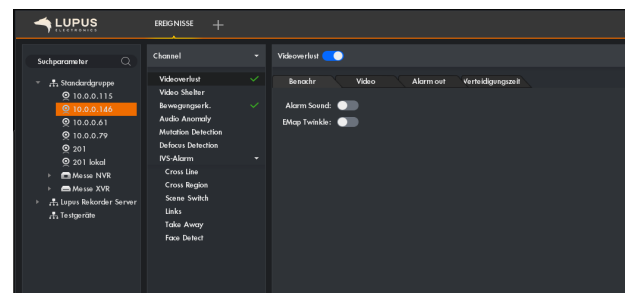 LUPUS
ELECTRONICS
EREIGNISSE
Suchparameter
Standardgruppe
10.0.0.115
10.0.0.146
10.0.0.61
10.0.0.79
201
201 lokal
Messe NVR
Messe XVR
Lupus Rekorder Server
Testgeräte
Channel
Videoverlust
Video Shelter
Bewegungserk.
Audio Anomaly
Mutation Detection
Defocus Detection
IVS-Alarm
Cross Line
Cross Region
Scene Switch
Links
Take Away
Face Detect
Videoverlust
Benachr Video Alarm out Verteidigungszeit
Alarm Sound:
EMap Twinkle: